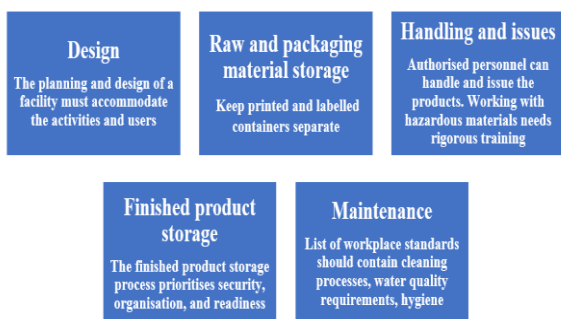 Design
The planning and design of a
facility must accommodate
the activities and users
Raw and packaging
material storage
Keep printed and labelled
containers separate
Handling and issues
Authorised personnel can
handle and issue the
products. Working with
hazardous materials needs
rigorous training
Finished product
storage
The finished product storage
process prioritises security,
organisation, and readiness
Maintenance
List of workplace standards
should contain cleaning
processes, water quality
requirements, hygiene